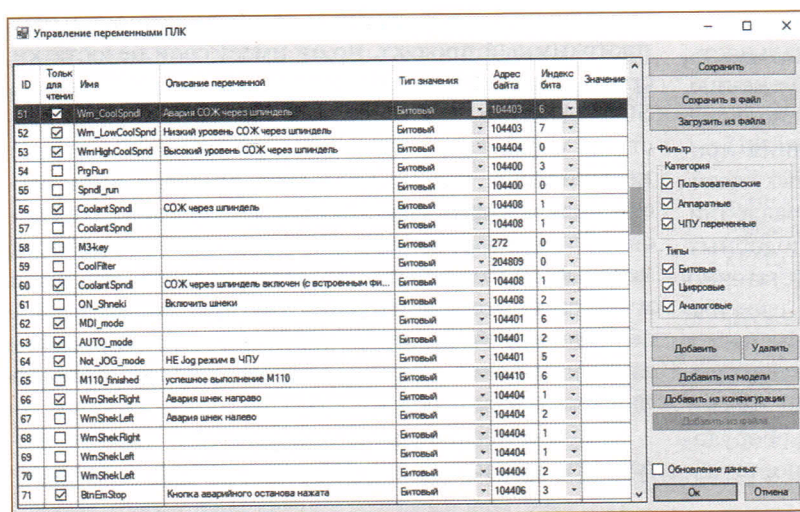 Управление переменными ПЛК
ID Тольк для чтения Имя Описание переменной Тип значения Адрес байта Индекс бита Значение
51 Wrn_CoolSpndl Авария СОЖ через шпиндель Битовый 104403 6
52 Wrn_LowCoolSpnd Низкий уровень СОЖ через шпиндель Битовый 104403 7
53 WrnHighCoolSpnd Высокий уровень СОЖ через шпиндель Битовый 104404 0
54 PrgRun Битовый 104400 3
55 Spndl_run Битовый 104400 0
56 CoolantSpndl СОЖ через шпиндель Битовый 104408 1
57 CoolantSpndl Битовый 104408 1
58 M3-key Битовый 272 0
59 CoolFilter Битовый 204809 0
60 CoolantSpndl СОЖ через шпиндель включен (с встроенным фи... Битовый 104408 1
61 ON_Shneki Включить шнеки Битовый 104408 2
62 MDI_mode Битовый 104401 6
63 AUTO_mode Битовый 104401 2
64 Not_JOG_mode НЕ Jog режим в ЧПУ Битовый 104401 5
65 M110_finished успешное выполнение M110 Битовый 104410 6
66 WrnShekRight Авария шнек направо Битовый 104404 1
67 WrnShekLeft Авария шнек налево Битовый 104404 2
68 WrnShekRight Битовый 104404 1
69 WrnShekLeft Битовый 104404 1
70 WrnShekLeft Битовый 104404 2
71 BtnEmStop Кнопка аварийного останова нажата Битовый 104406 3
Сохранить
Сохранить в файл
Загрузить из файла
Фильтр
Категория
Пользовательские
Аппаратные
ЧПУ переменные
Типы
Битовые
Цифровые
Аналоговые
Добавить Удалить
Добавить из модели
Добавить из конфигурации
Добавить из файла
Обновление данных
Ок Отмена